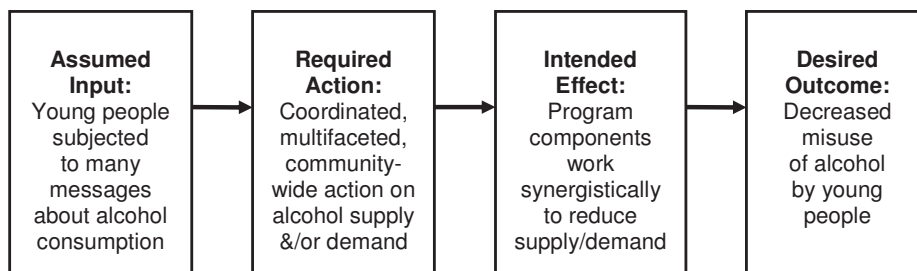 Assumed
Input:
Young people
subjected
to many
messages
about alcohol
consumption
Required
Action:
Coordinated,
multifaceted,
community-
wide action on
alcohol supply
&/or demand
Intended
Effect:
Program
components
work
synergistically
to reduce
supply/demand
Desired
Outcome:
Decreased
misuse
of alcohol
by young
people